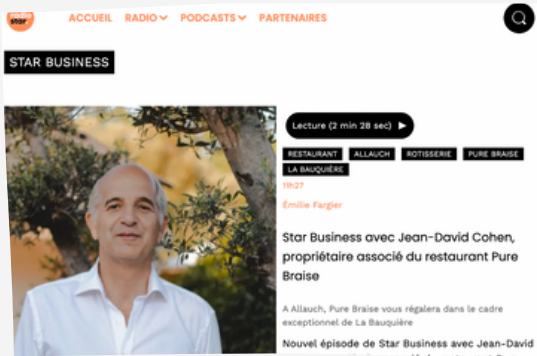 radio
star
ACCUEIL RADIO PODCASTS PARTENAIRES
STAR BUSINESS
Lecture (2 min 28 sec)
RESTAURANT ALLAUCH ROTISSERIE PURE BRAISE
LA BAUQUIÈRE
11h27
Émilie Fargier
Star Business avec Jean-David Cohen,
propriétaire associé du restaurant Pure
Braise
A Allauch, Pure Braise vous régalera dans le cadre
exceptionnel de La Bauquière
Nouvel épisode de Star Business avec Jean-David